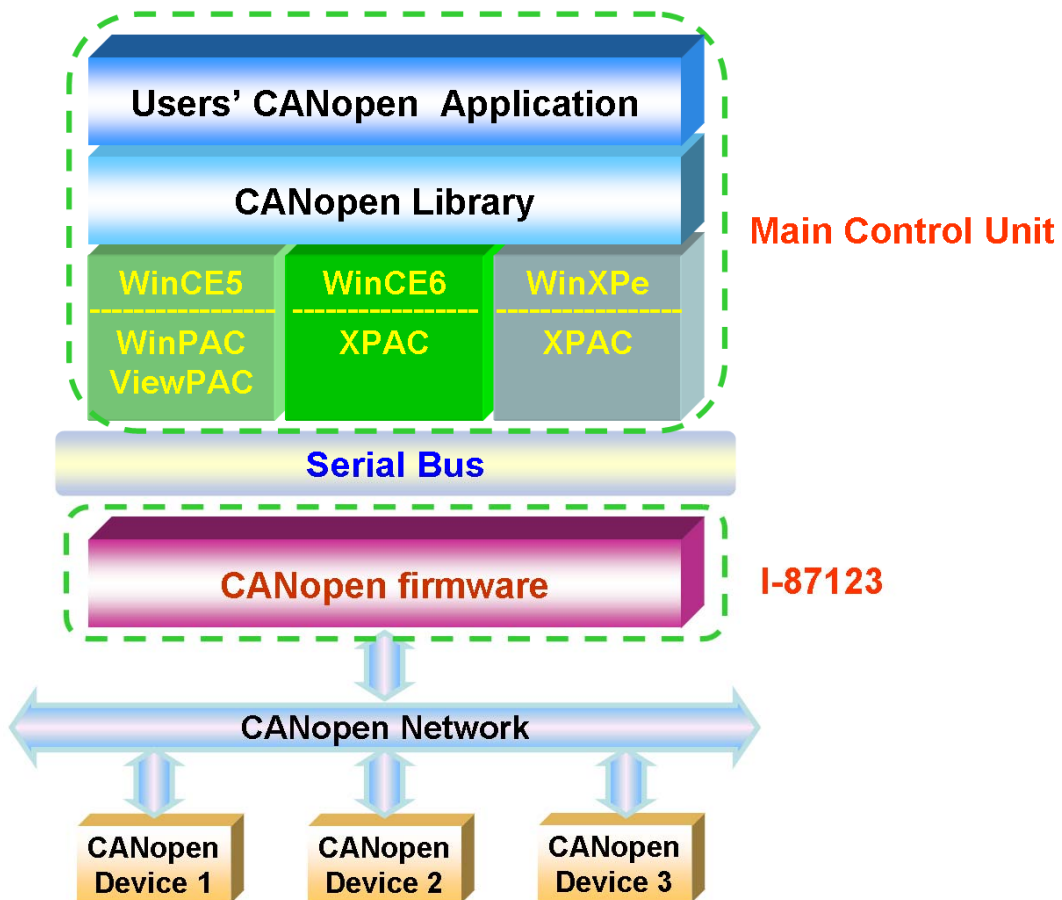 Users’ CANopen Application
CANopen Library
Main Control Unit
WinCE5
WinPAC
ViewPAC
WinCE6
XPAC
WinXPe
XPAC
Serial Bus
CANopen firmware
I-87123
CANopen Network
CANopen
Device 1
CANopen
Device 2
CANopen
Device 3